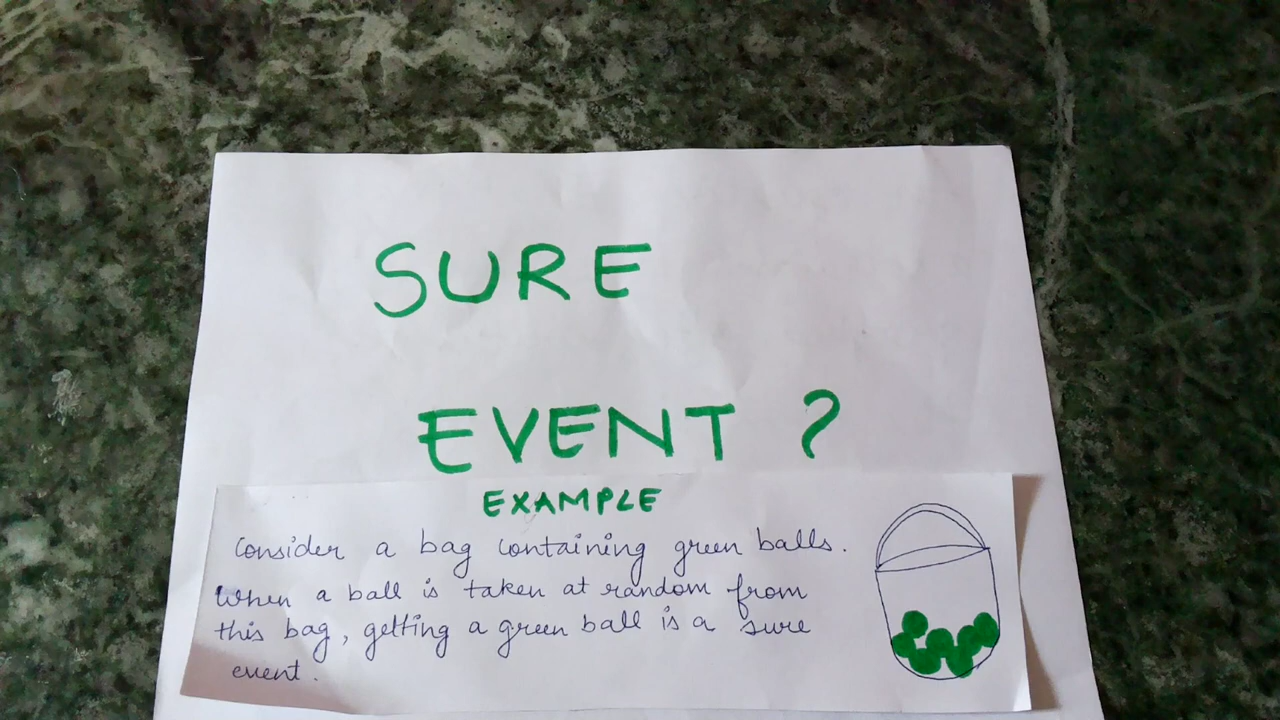 SURE
EVENT ?
EXAMPLE
Consider a bag containing green balls.
When a ball is taken at random from
this bag, getting a green ball is a sure
event.